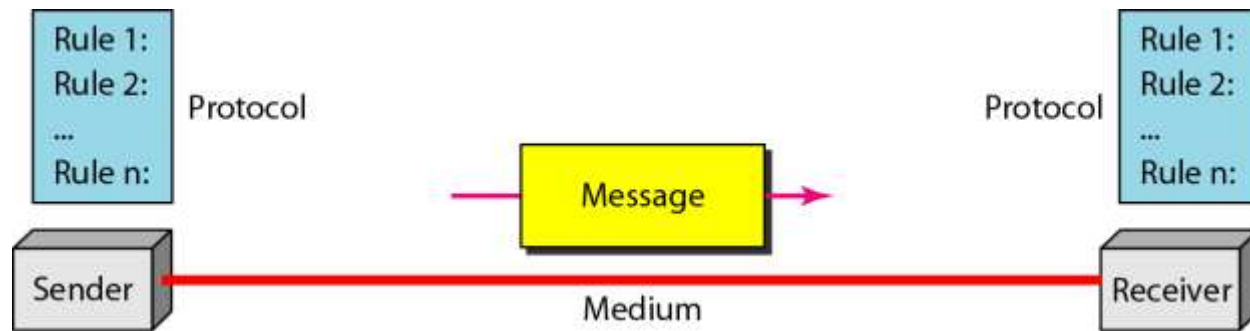 Rule 1:
Rule 2:
...
Rule n:
Protocol
Message
Protocol
Rule 1:
Rule 2:
...
Rule n:
Sender
Medium
Receiver